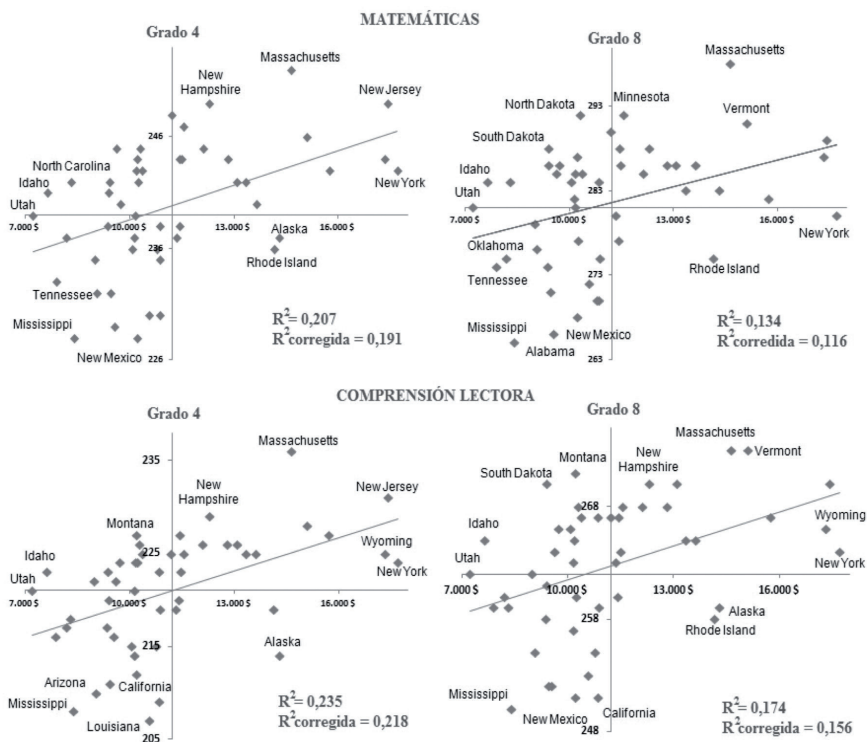 MATEMÁTICAS
Grado 4
Massachusetts
New
Hampshire
New Jersey
246
North Carolina
Idaho
New York
Utah
7.000 $
10.000 $
13.000 $
16.000 $
Alaska
236
Rhode Island
Tennessee
Mississippi
R²= 0,207
R²corregida = 0,191
New Mexico
226
Grado 8
Massachusetts
293
North Dakota
Minnesota
Vermont
South Dakota
Idaho
283
Utah
7.000 $
10.000 $
13.000 $
16.000 $
New York
Oklahoma
Rhode Island
Tennessee
273
Mississippi
New Mexico
Alabama
R²= 0,134
R²corredida = 0,116
263
COMPRENSIÓN LECTORA
Grado 4
Massachusetts
235
New
Hampshire
New Jersey
Montana
Idaho
225
Wyoming
Utah
New York
7.000 $
10.000 $
13.000 $
16.000 $
215
Alaska
Arizona
California
Mississippi
Louisiana
R²= 0,235
R²corregida = 0,218
205
Grado 8
Massachusetts
Vermont
Montana
New
Hampshire
South Dakota
268
Idaho
Wyoming
Utah
New York
7.000 $
10.000 $
13.000 $
16.000 $
258
Alaska
Rhode Island
Mississippi
New Mexico
California
R²= 0,174
R²corregida = 0,156
248